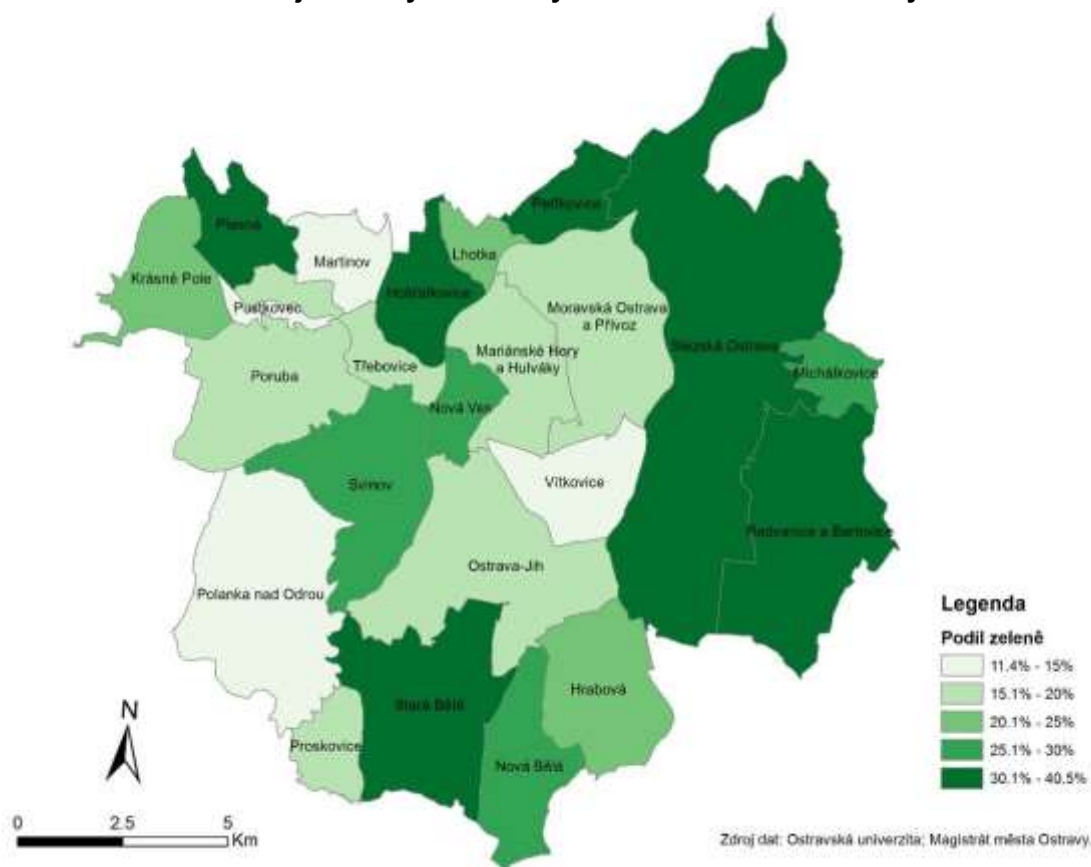 Petřkovice
Plesná
Lhotka
Martinov
Krásné Pole
Hošťálkovice
Pustkovec
Moravská Ostrava
a Přívoz
Mariánské Hory
a Hulváky
Slezská Ostrava
Třebovice
Poruba
Michálkovice
Nová Ves
Svinov
Vítkovice
Radvanice a Bartovice
Ostrava-Jih
Polanka nad Odrou
Hrabová
Stará Bělá
Proskovice
Nová Bělá
N
0 2.5 5
Km
Legenda
Podíl zeleně
11.4% - 15%
15.1% - 20%
20.1% - 25%
25.1% - 30%
30.1% - 40.5%
Zdroj dat: Ostravská univerzita; Magistrát města Ostravy